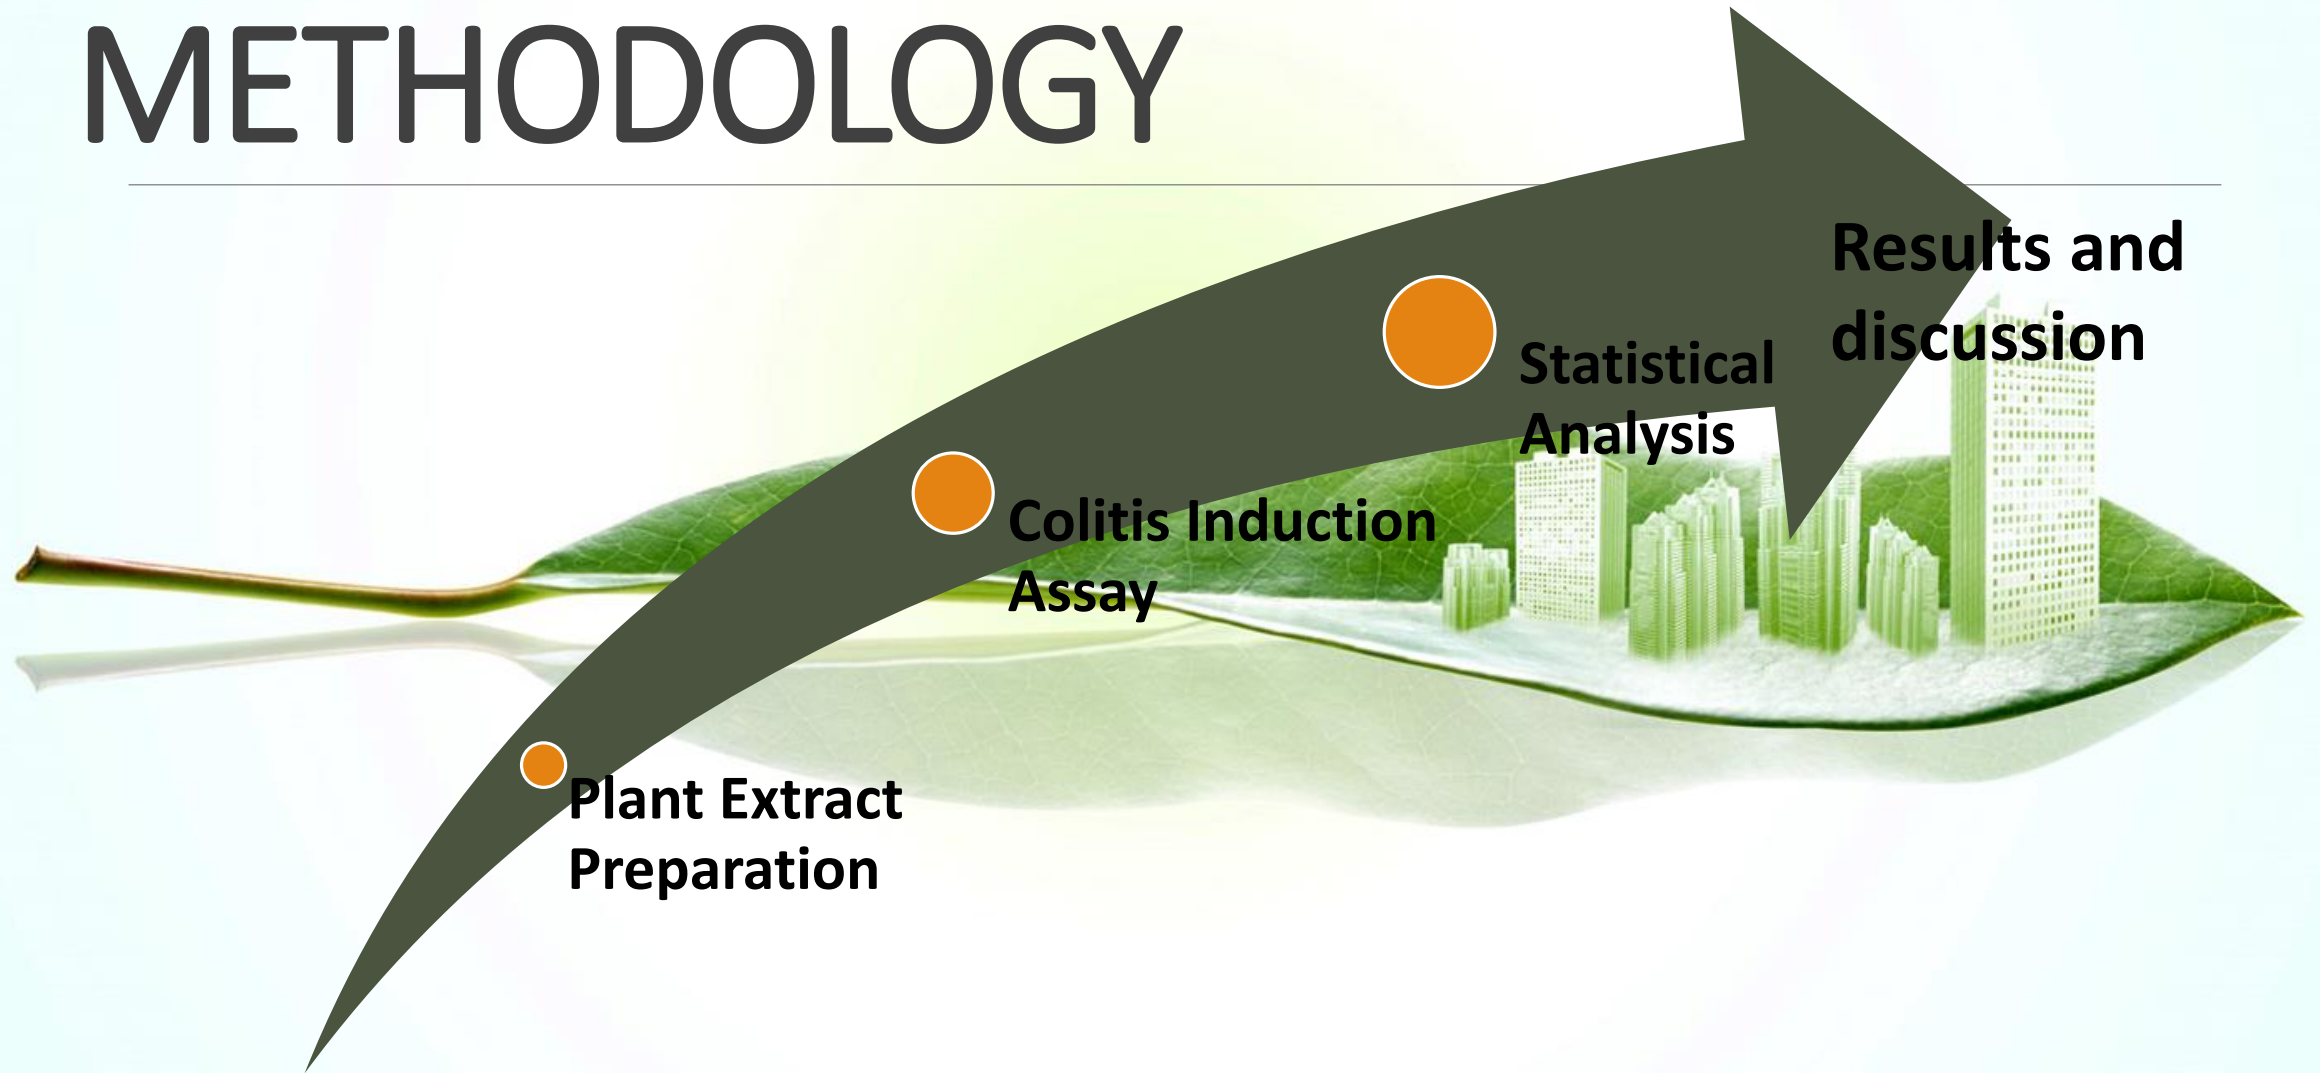 METHODOLOGY
Results and
discussion
Statistical
Analysis
Colitis Induction
Assay
Plant Extract
Preparation